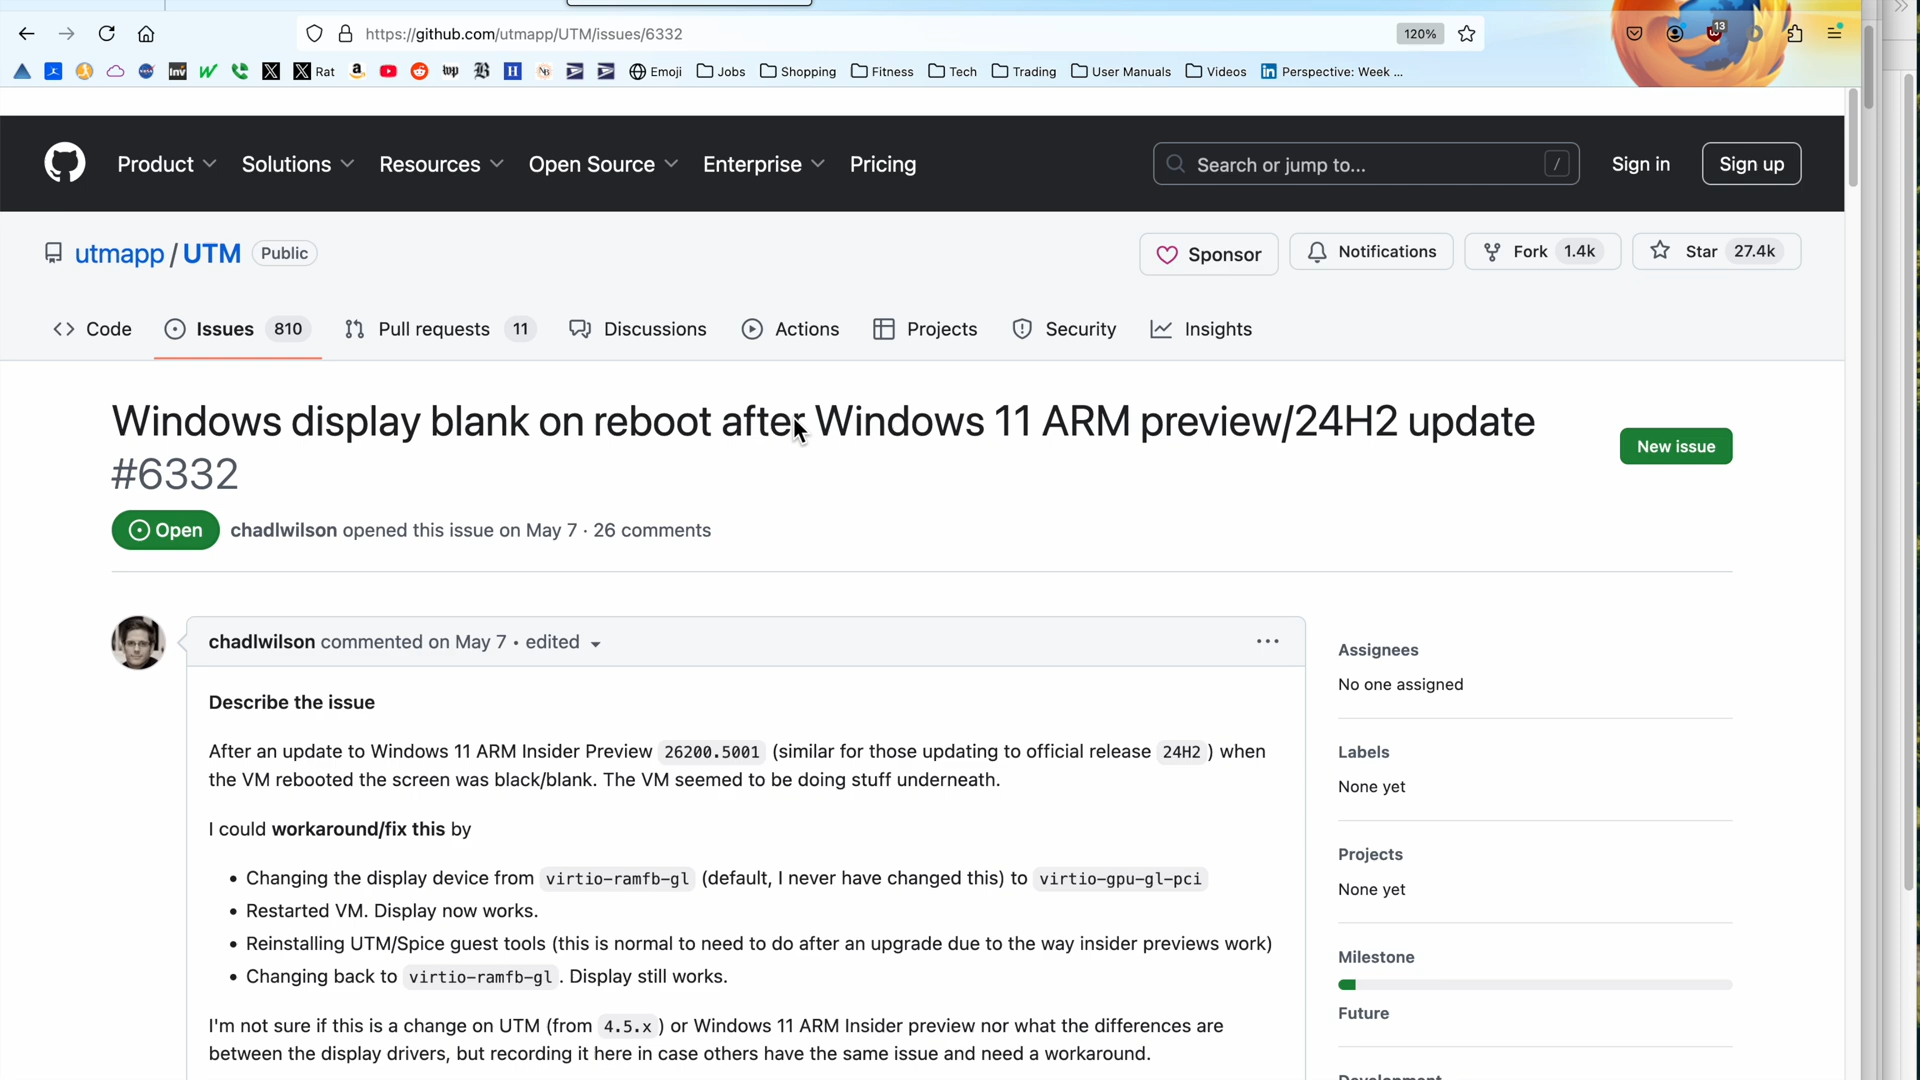 https://github.com/utmapp/UTM/issues/6332
120%
13
Inv
Rat
wp
H
Emoji
Jobs
Shopping
Fitness
Tech
Trading
User Manuals
Videos
in
Perspective: Week ...
Product
Solutions
Resources
Open Source
Enterprise
Pricing
Search or jump to...
/
Sign in
Sign up
utmapp / UTM
Public
Sponsor
Notifications
Fork 1.4k
Star 27.4k
Code
Issues 810
Pull requests 11
Discussions
Actions
Projects
Security
Insights
Windows display blank on reboot after Windows 11 ARM preview/24H2 update
#6332
New issue
Open
chadlwilson opened this issue on May 7 · 26 comments
chadlwilson commented on May 7 • edited
Describe the issue
After an update to Windows 11 ARM Insider Preview 26200.5001 (similar for those updating to official release 24H2 ) when
the VM rebooted the screen was black/blank. The VM seemed to be doing stuff underneath.
I could workaround/fix this by
• Changing the display device from virtio-ramfb-gl (default, I never have changed this) to virtio-gpu-gl-pci
• Restarted VM. Display now works.
• Reinstalling UTM/Spice guest tools (this is normal to need to do after an upgrade due to the way insider previews work)
• Changing back to virtio-ramfb-gl . Display still works.
I'm not sure if this is a change on UTM (from 4.5.x ) or Windows 11 ARM Insider preview nor what the differences are
between the display drivers, but recording it here in case others have the same issue and need a workaround.
Assignees
No one assigned
Labels
None yet
Projects
None yet
Milestone
Future
Development